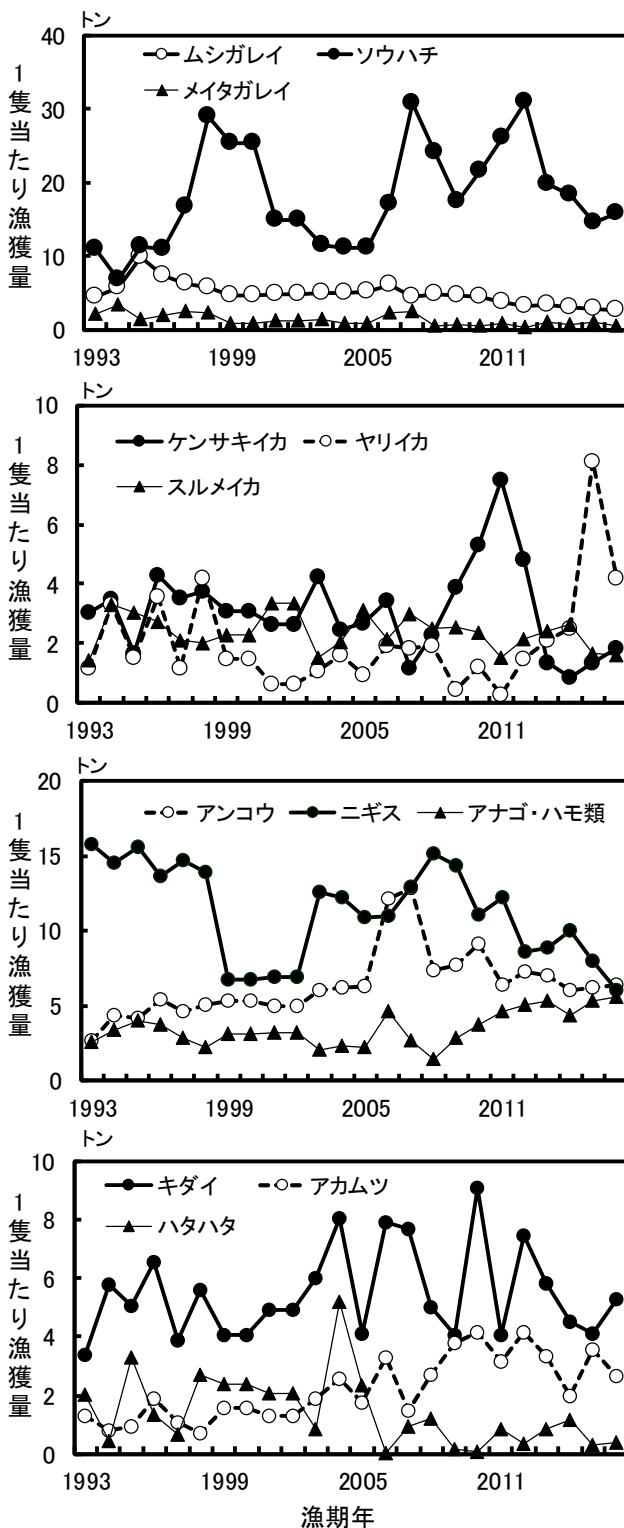 トン
40
30
20
10
0
1隻当たり漁獲量
ムシガレイ ソウハチ
メイタガレイ
1993 1999 2005 2011
トン
10
8
6
4
2
0
1隻当たり漁獲量
ケンサキイカ ヤリイカ
スルメイカ
1993 1999 2005 2011
トン
20
15
10
5
0
1隻当たり漁獲量
アンコウ ニギス アナゴ・ハモ類
1993 1999 2005 2011
トン
10
8
6
4
2
0
1隻当たり漁獲量
キダイ アカムツ
ハタハタ
1993 1999 2005 2011
漁期年